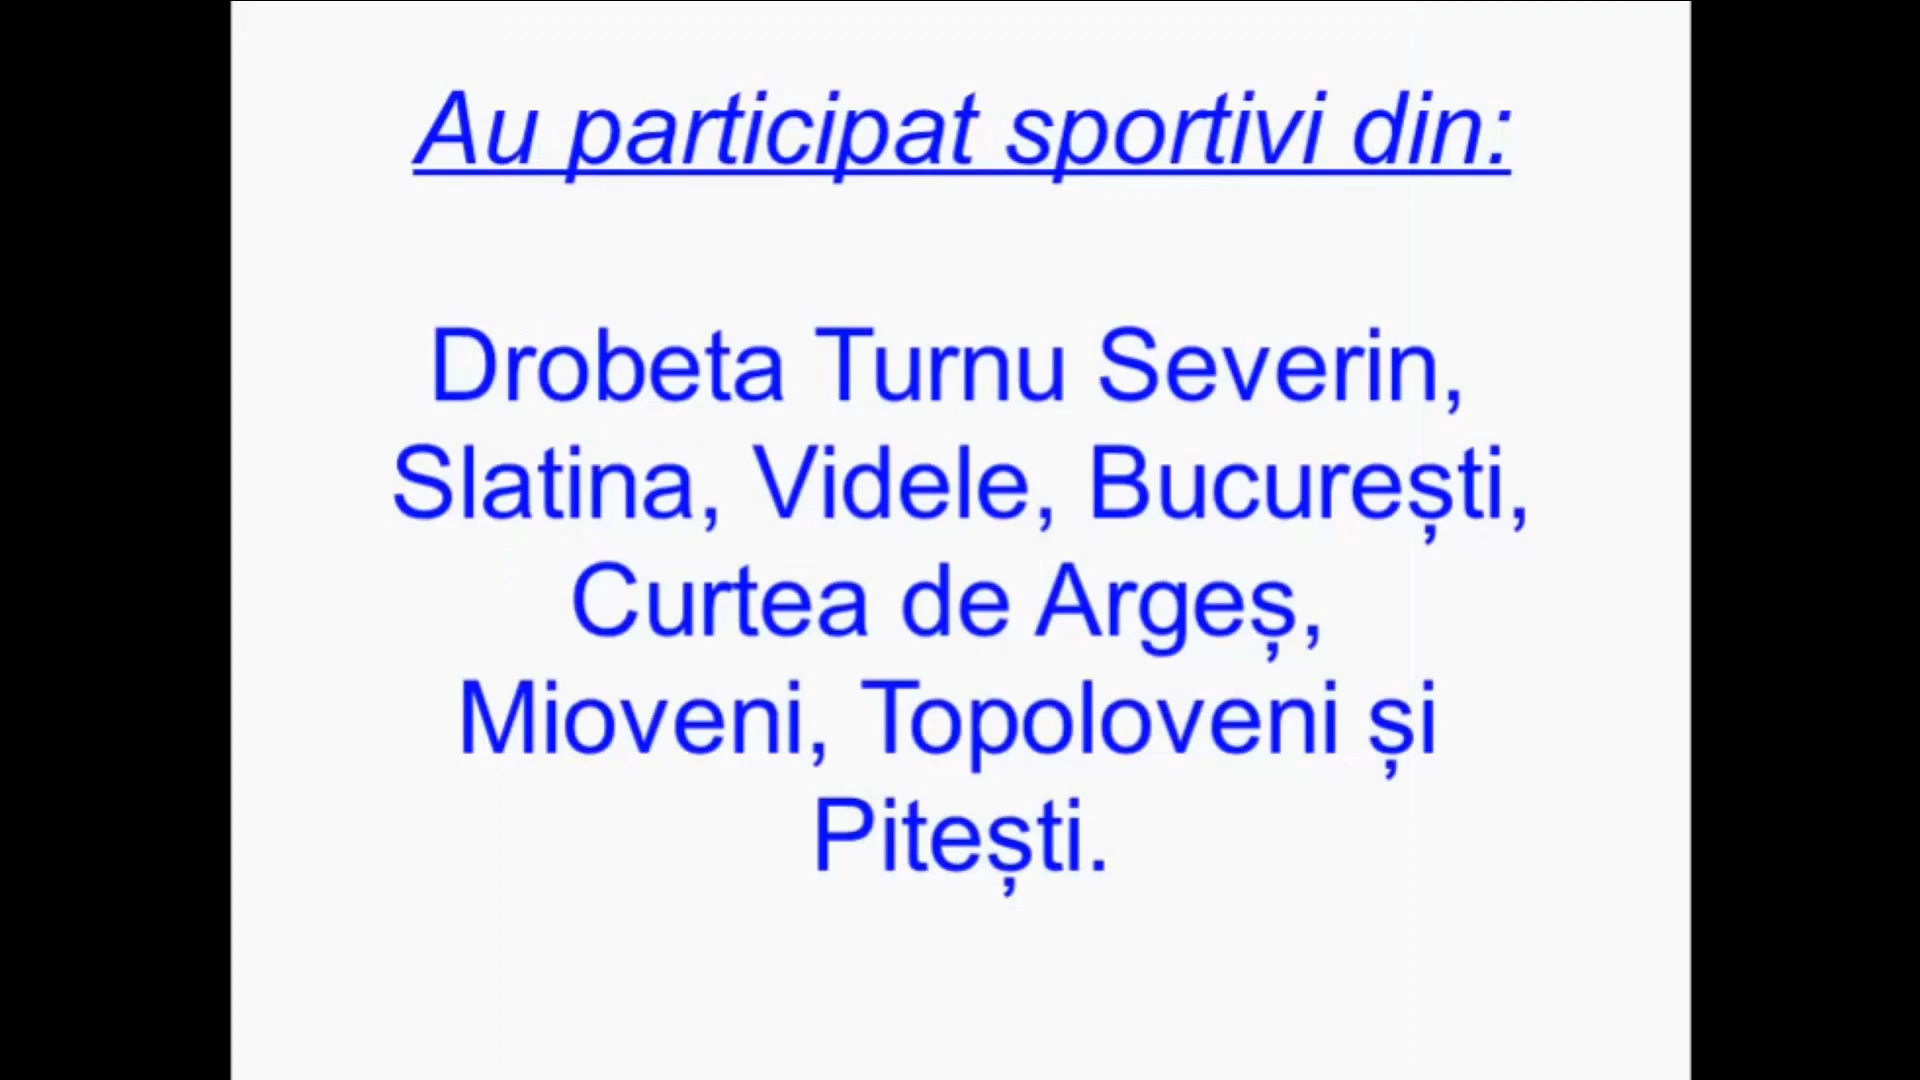 Au participat sportivi din:
Drobeta Turnu Severin,
Slatina, Videle, București,
Curtea de Argeș,
Mioveni, Topoloveni și
Pitești.